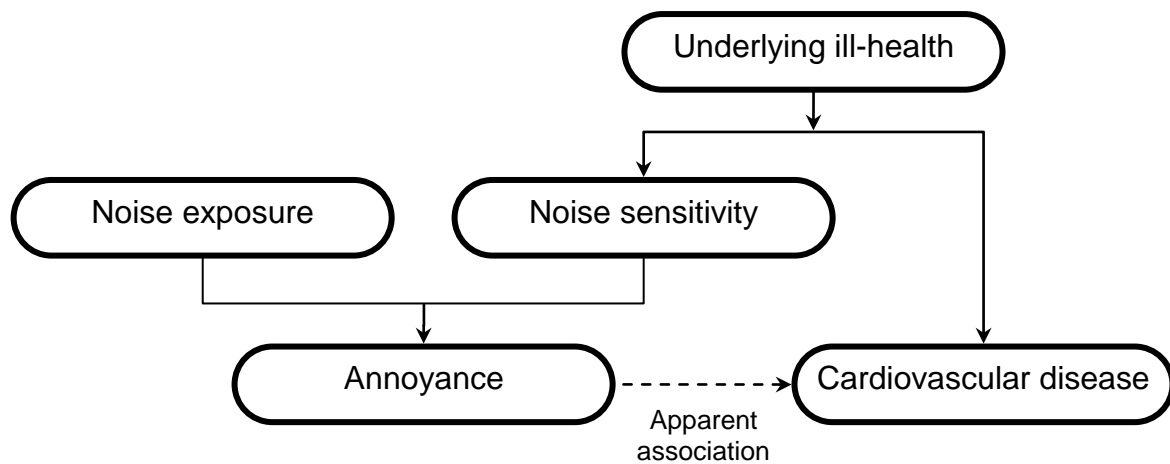 Underlying ill-health
Noise exposure
Noise sensitivity
Annoyance
Cardiovascular disease
Apparent
association